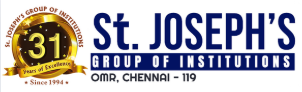 St. JOSEPH'S GROUP OF INSTITUTIONS
31
Years of Excellence
• Since 1994 •
St. JOSEPH'S
GROUP OF INSTITUTIONS
OMR, CHENNAI - 119